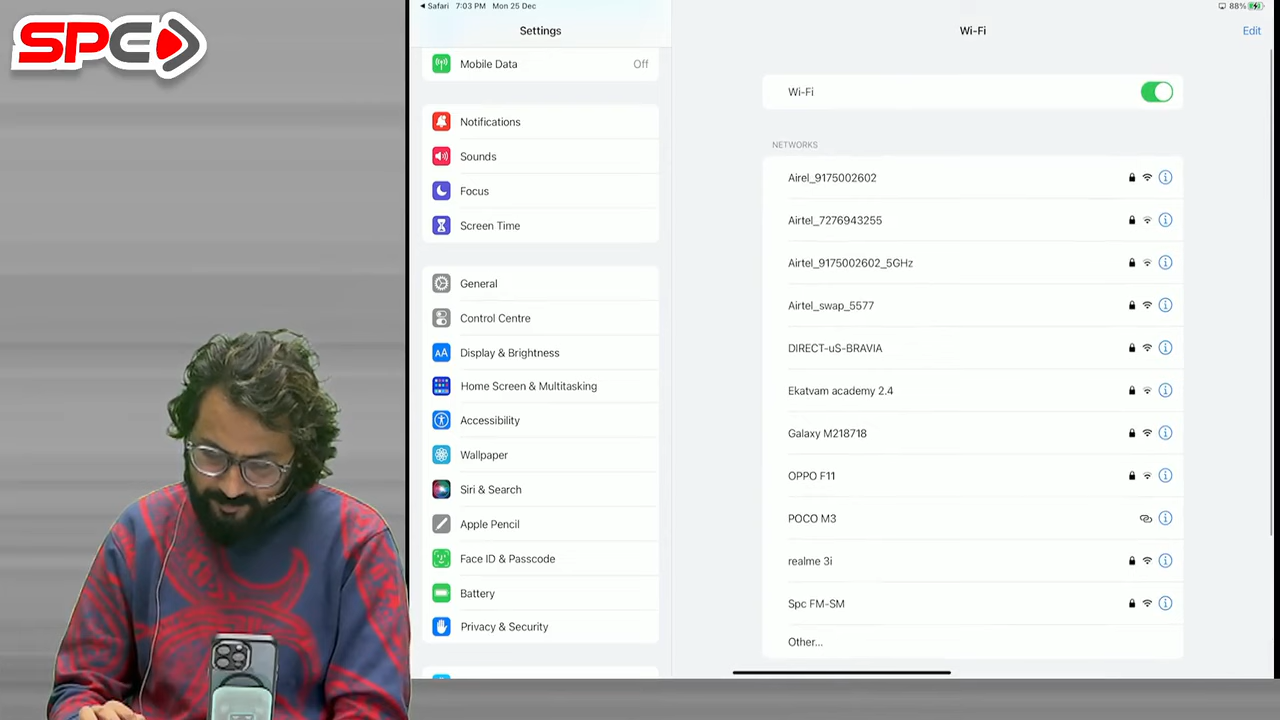 SPC
Safari 7:03 PM Mon 25 Dec
88%
Settings
Mobile Data Off
Notifications
Sounds
Focus
Screen Time
General
Control Centre
AA Display & Brightness
Home Screen & Multitasking
Accessibility
Wallpaper
Siri & Search
Apple Pencil
Face ID & Passcode
Battery
Privacy & Security
Wi-Fi
Edit
Wi-Fi
NETWORKS
Airel_9175002602
Airtel_7276943255
Airtel_9175002602_5GHz
Airtel_swap_5577
DIRECT-uS-BRAVIA
Ekatvam academy 2.4
Galaxy M218718
OPPO F11
POCO M3
realme 3i
Spc FM-SM
Other...